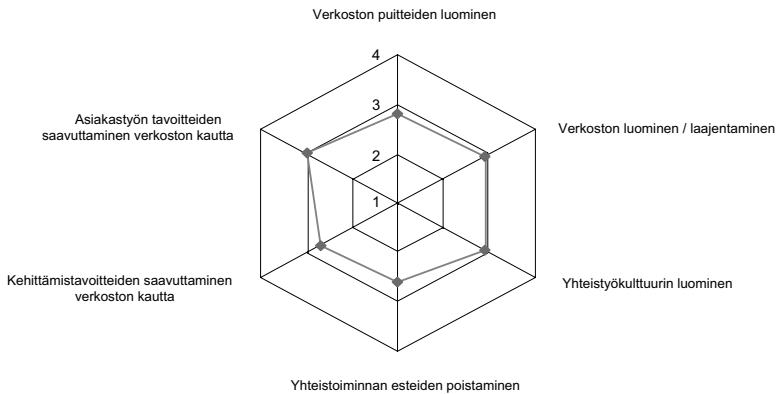 Verkoston puitteiden luominen
4
Asiakastyön tavoitteiden
saavuttaminen verkoston kautta
3
Verkoston luominen / laajentaminen
2
1
Kehittämistavoitteiden saavuttaminen
verkoston kautta
Yhteistyökulttuurin luominen
Yhteistoiminnan esteiden poistaminen